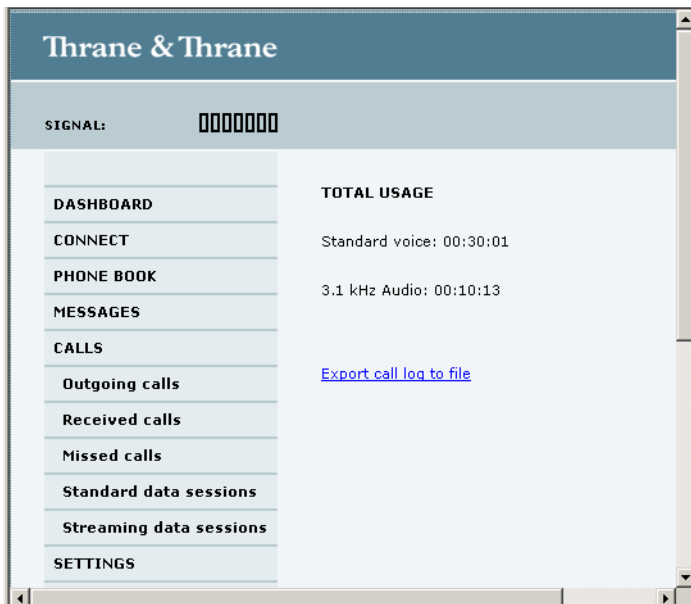 Thrane & Thrane
SIGNAL:
DASHBOARD
CONNECT
PHONE BOOK
MESSAGES
CALLS
Outgoing calls
Received calls
Missed calls
Standard data sessions
Streaming data sessions
SETTINGS
TOTAL USAGE
Standard voice: 00:30:01
3.1 kHz Audio: 00:10:13
Export call log to file